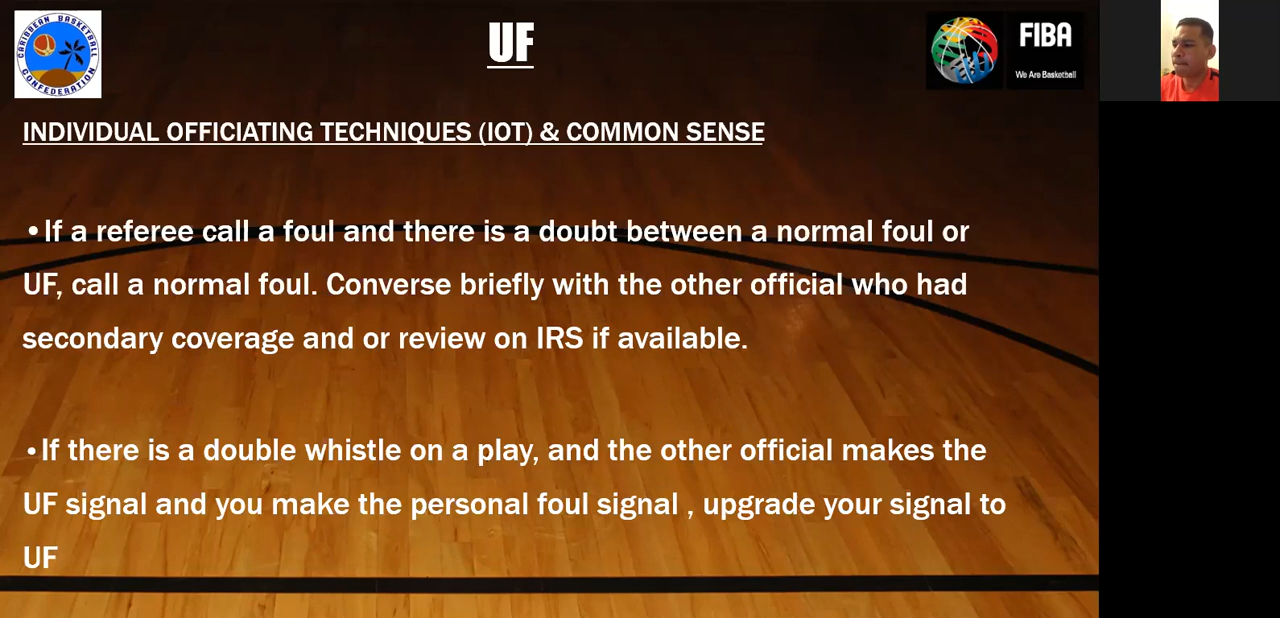 CARIBBEAN BASKETBALL
CONFEDERATION
UF
FIBA
We Are Basketball
INDIVIDUAL OFFICIATING TECHNIQUES (IOT) & COMMON SENSE
•If a referee call a foul and there is a doubt between a normal foul or
UF, call a normal foul. Converse briefly with the other official who had
secondary coverage and or review on IRS if available.
•If there is a double whistle on a play, and the other official makes the
UF signal and you make the personal foul signal , upgrade your signal to
UF